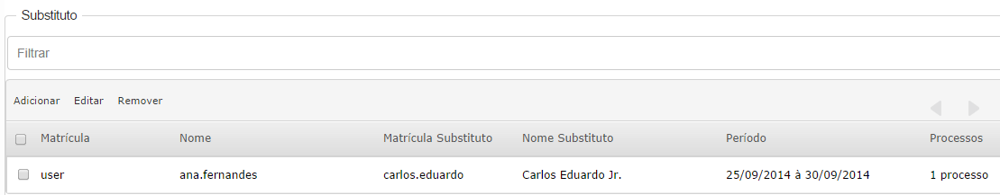 Substituto
Filtrar
Adicionar Editar Remover
Matrícula Nome Matrícula Substituto Nome Substituto Período Processos
user ana.fernandes carlos.eduardo Carlos Eduardo Jr. 25/09/2014 à 30/09/2014 1 processo